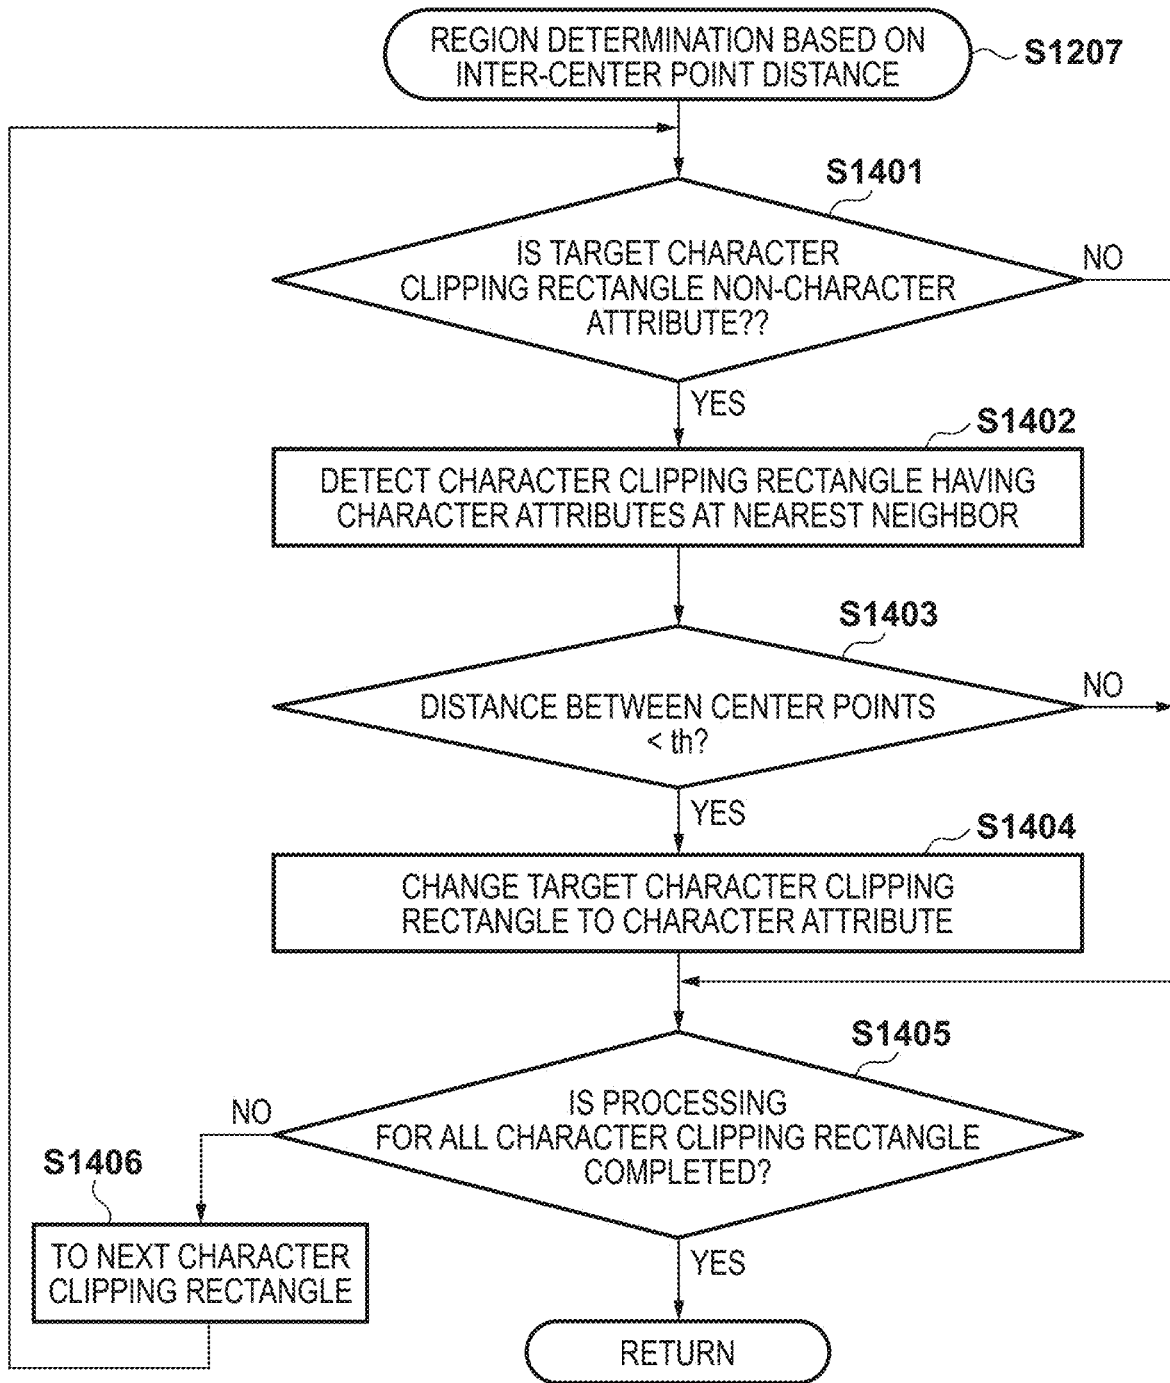 REGION DETERMINATION BASED ON
INTER-CENTER POINT DISTANCE
S1207
S1401
IS TARGET CHARACTER
CLIPPING RECTANGLE NON-CHARACTER
ATTRIBUTE??
NO
YES
S1402
DETECT CHARACTER CLIPPING RECTANGLE HAVING
CHARACTER ATTRIBUTES AT NEAREST NEIGHBOR
S1403
DISTANCE BETWEEN CENTER POINTS
< th?
NO
YES
S1404
CHANGE TARGET CHARACTER CLIPPING
RECTANGLE TO CHARACTER ATTRIBUTE
S1405
IS PROCESSING
FOR ALL CHARACTER CLIPPING RECTANGLE
COMPLETED?
NO
S1406
TO NEXT CHARACTER
CLIPPING RECTANGLE
YES
RETURN